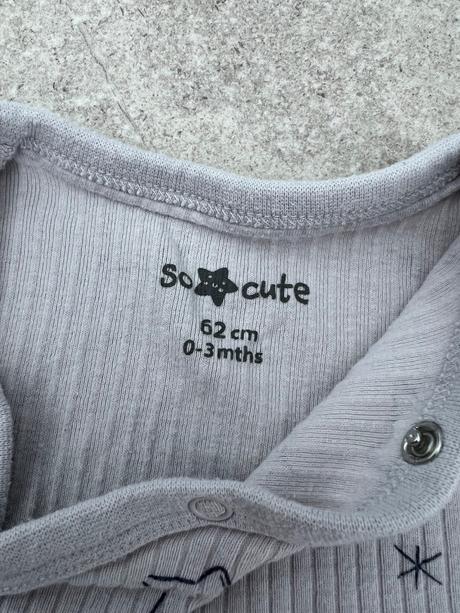 So cute
62 cm
0-3 mths